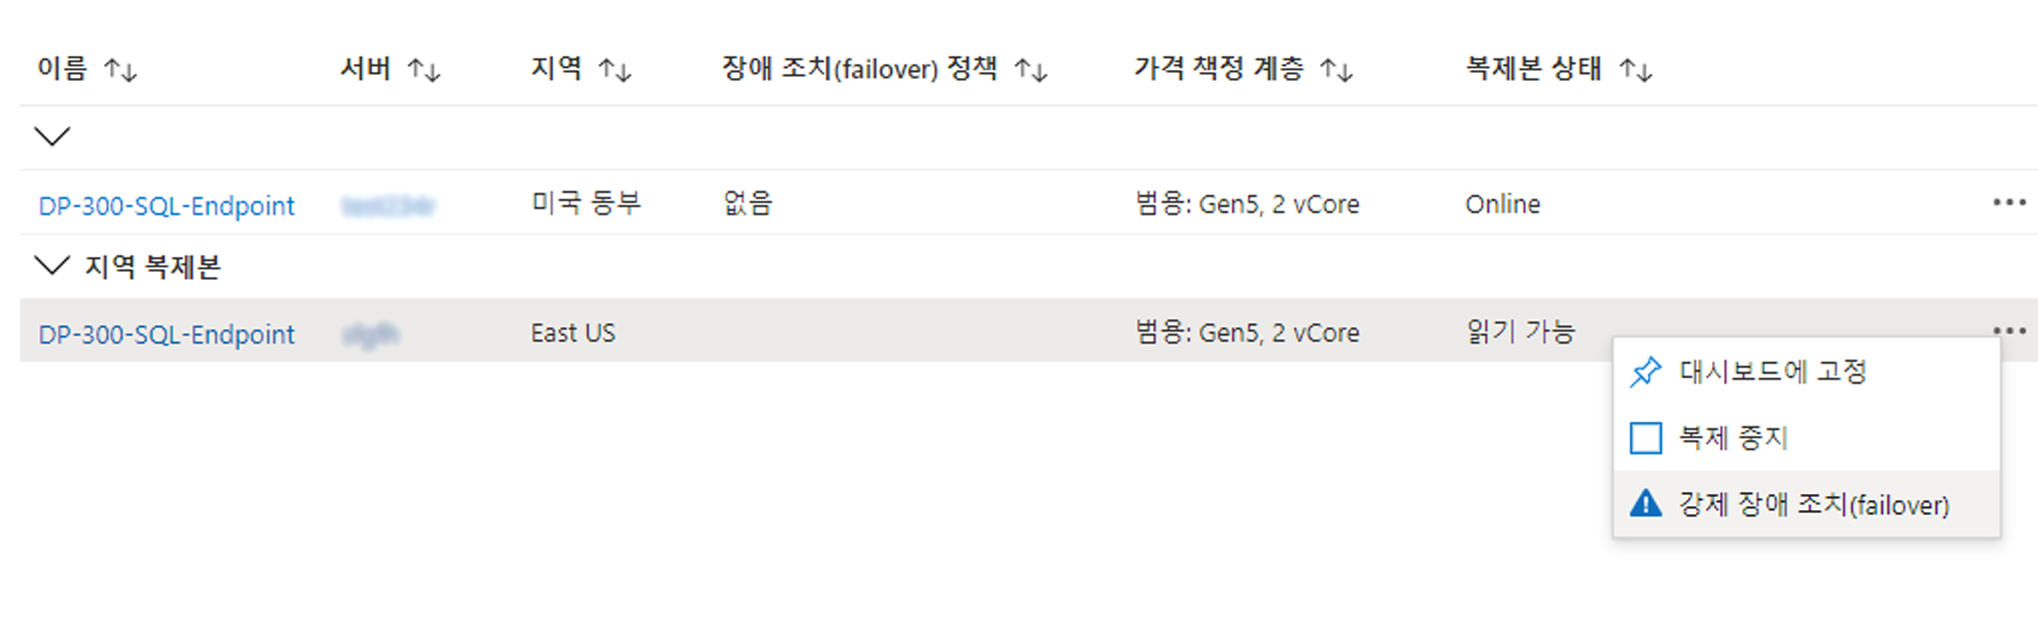 이름 서버 지역 장애 조치(failover) 정책 가격 책정 계층 복제본 상태
DP-300-SQL-Endpoint 미국 동부 없음 범용: Gen5, 2 vCore Online
지역 복제본
DP-300-SQL-Endpoint East US 범용: Gen5, 2 vCore 읽기 가능
대시보드에 고정
복제 중지
강제 장애 조치(failover)